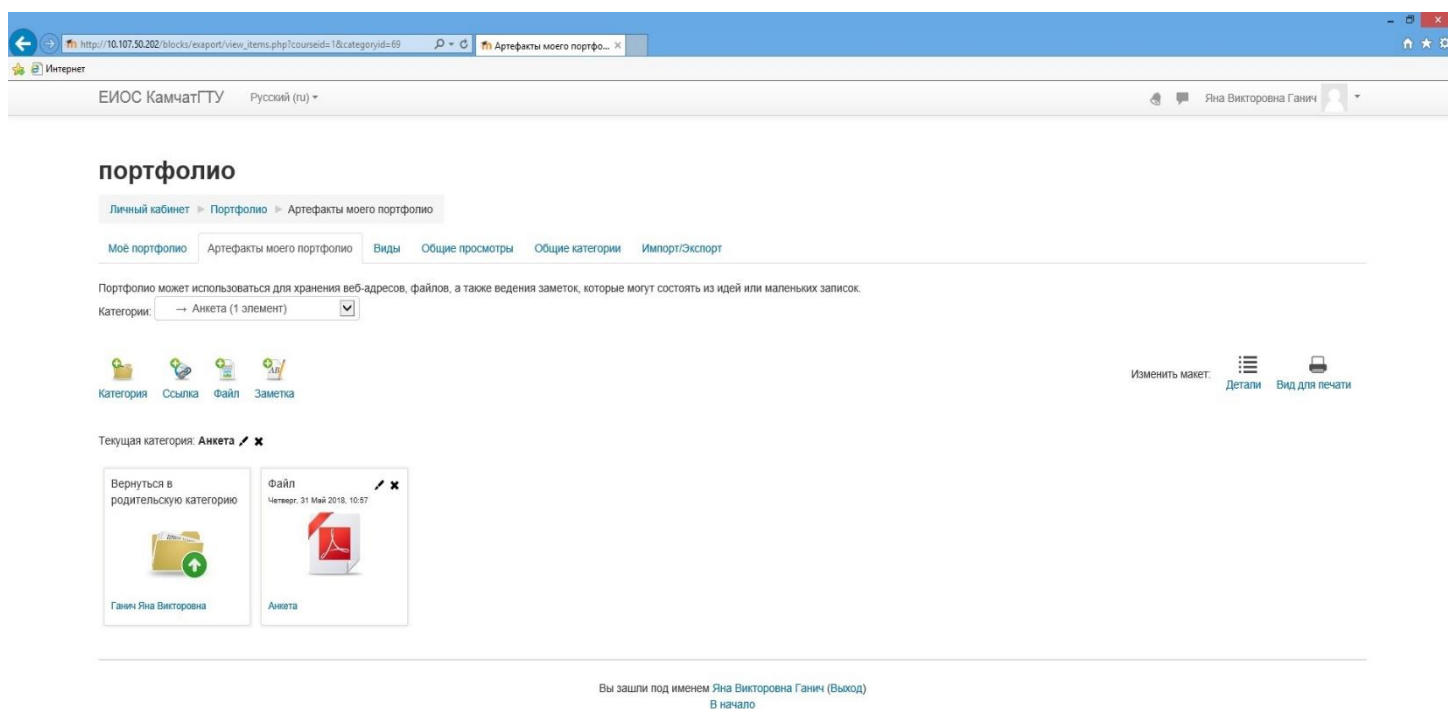 http://10.107.50.202/blocks/exaport/view_items.php?courseid=1&categoryid=69
Артефакты моего портфо...
Интернет
ЕИОС КамчатГТУ Русский (ru)
Яна Викторовна Ганич
портфолио
Личный кабинет ► Портфолио ► Артефакты моего портфолио
Моё портфолио Артефакты моего портфолио Виды Общие просмотры Общие категории Импорт/Экспорт
Портфолио может использоваться для хранения веб-адресов, файлов, а также ведения заметок, которые могут состоять из идей или маленьких записок.
Категории: → Анкета (1 элемент)
Категория Ссылка Файл Заметка
Изменить макет: Детали Вид для печати
Текущая категория: Анкета
Вернуться в
родительскую категорию
Ганич Яна Викторовна
Файл
Четверг, 31 Май 2018, 10:57
Анкета
Вы зашли под именем Яна Викторовна Ганич (Выход)
В начало